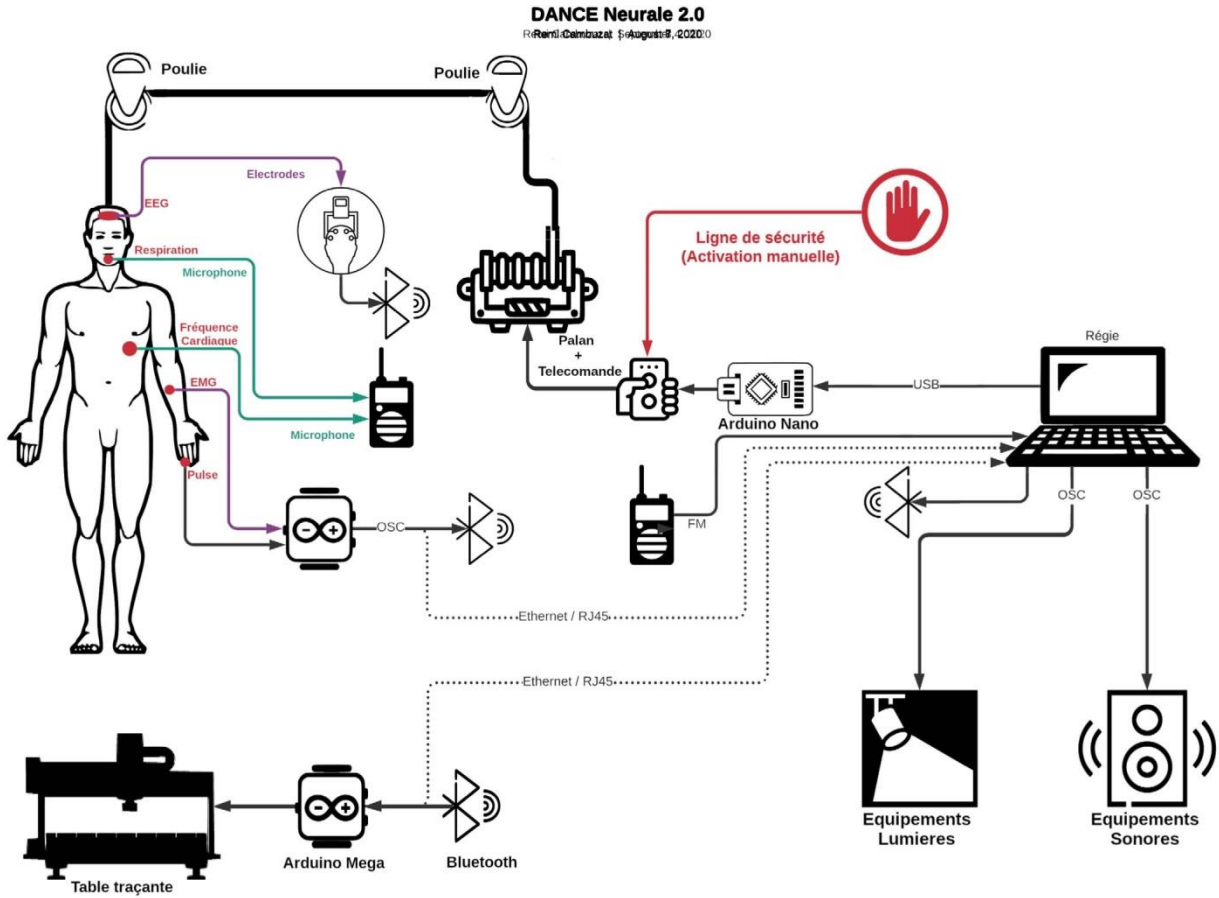 DANCE Neurale 2.0
Poulie
Poulie
Electrodes
EEG
Respiration
Microphone
Ligne de sécurité
(Activation manuelle)
Fréquence
Cardiaque
Palan
+
Telecomande
Régie
EMG
USB
Arduino Nano
Microphone
Pulse
OSC
FM
OSC
OSC
Ethernet / RJ45
Ethernet / RJ45
Equipements
Lumieres
Equipements
Sonores
Arduino Mega
Bluetooth
Table traçante